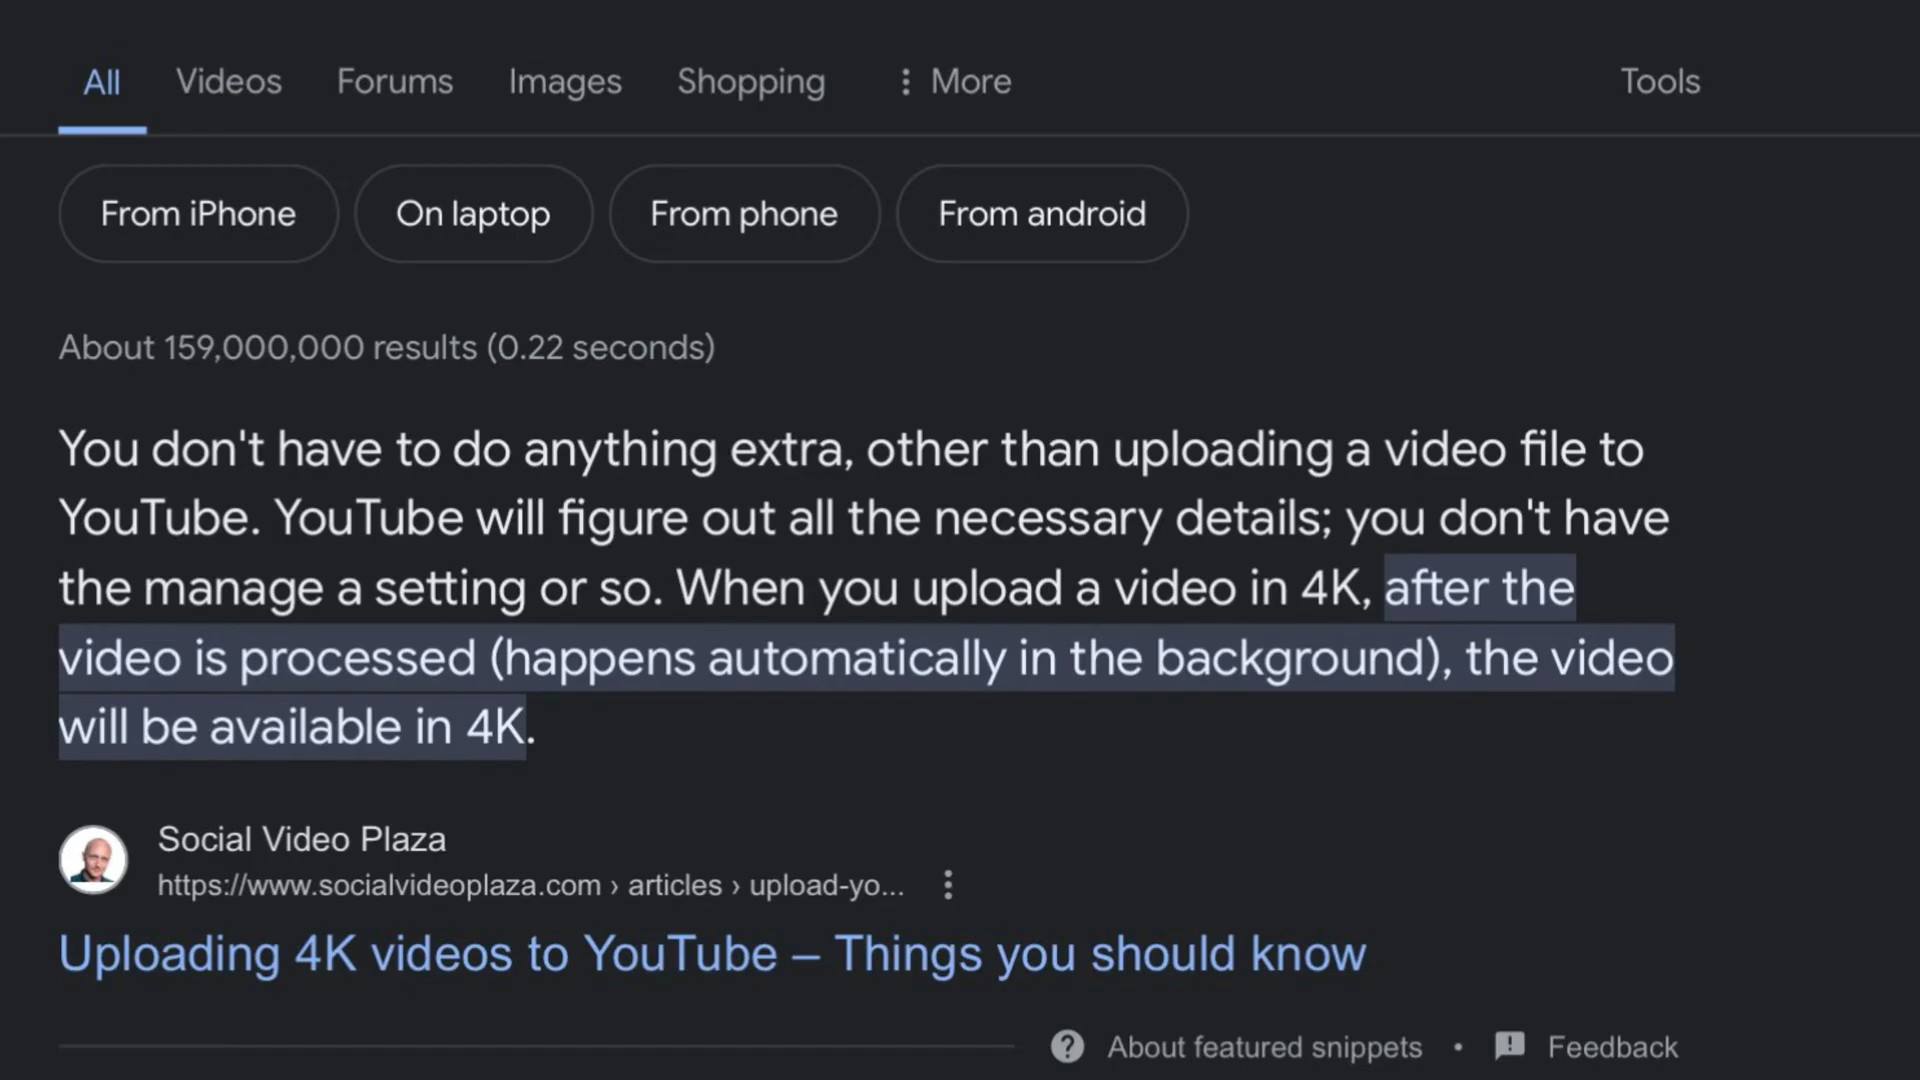 All Videos Forums Images Shopping More Tools
From iPhone On laptop From phone From android
About 159,000,000 results (0.22 seconds)
You don't have to do anything extra, other than uploading a video file to
YouTube. YouTube will figure out all the necessary details; you don't have
the manage a setting or so. When you upload a video in 4K, after the
video is processed (happens automatically in the background), the video
will be available in 4K.
Social Video Plaza
https://www.socialvideoplaza.com › articles › upload-yo...
Uploading 4K videos to YouTube – Things you should know
About featured snippets • Feedback